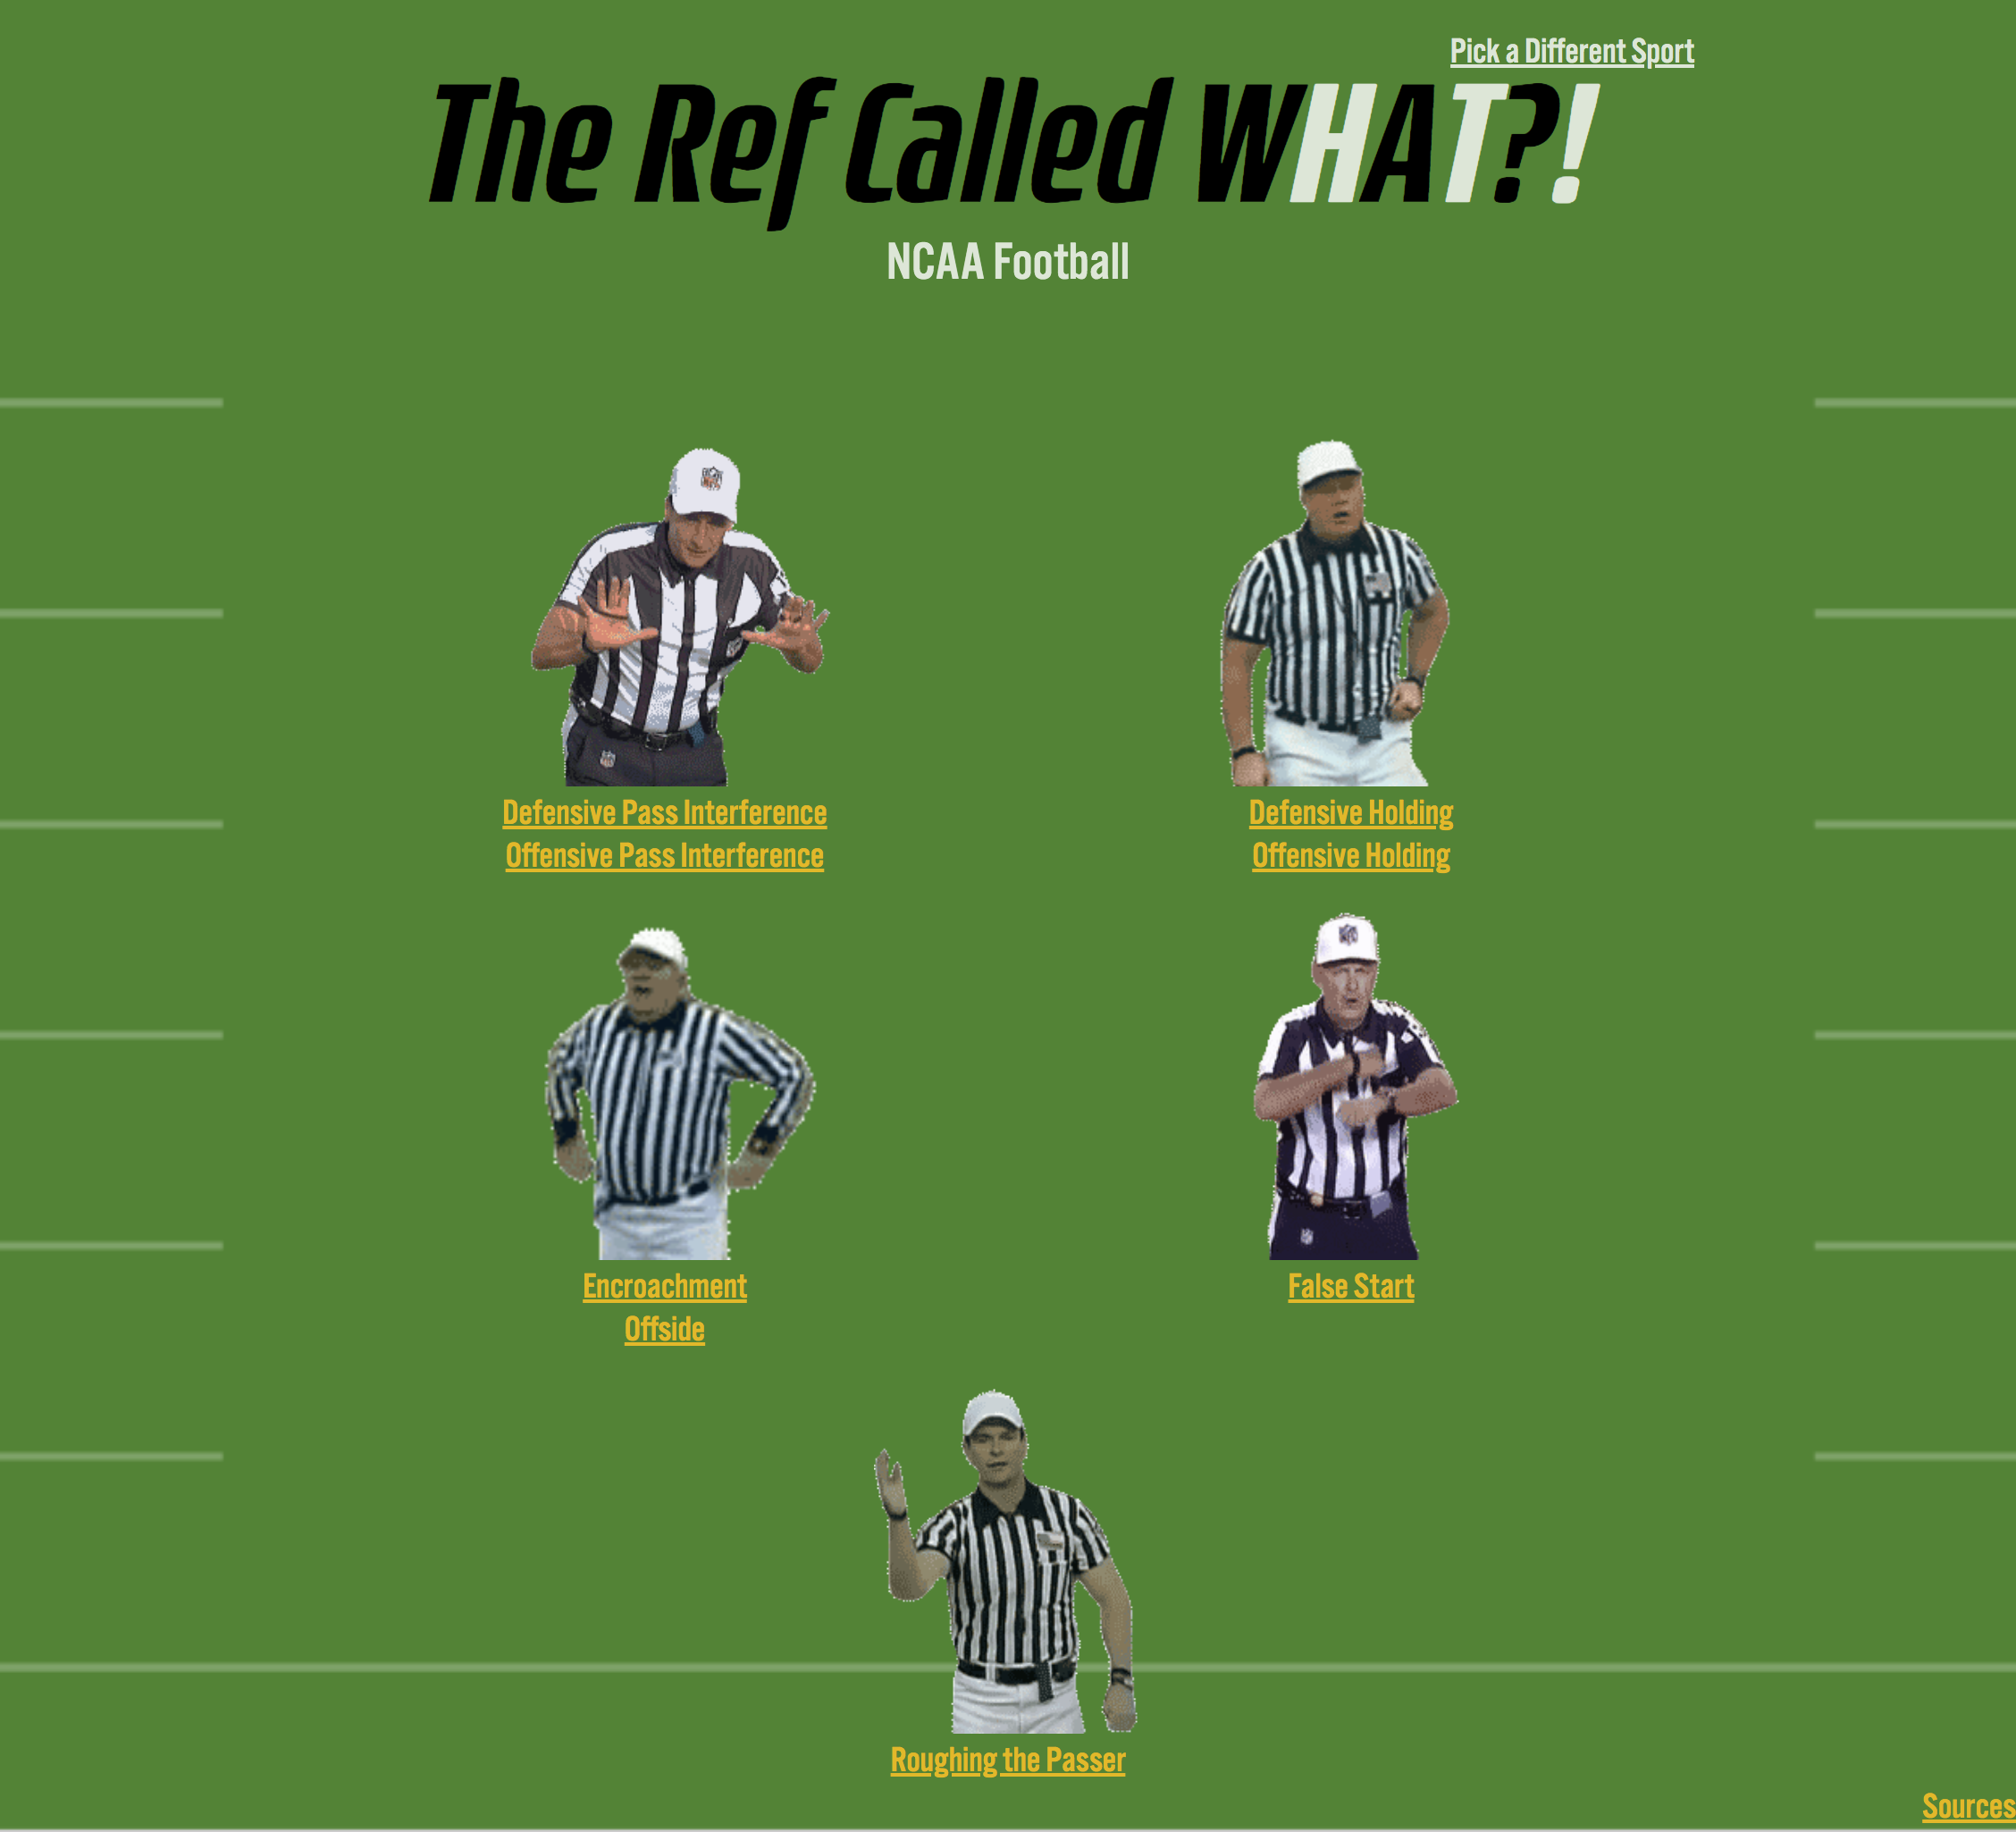 Pick a Different Sport
The Ref Called WHAT?!
NCAA Football
Defensive Pass Interference
Offensive Pass Interference
Defensive Holding
Offensive Holding
Encroachment
Offside
False Start
Roughing the Passer
Sources